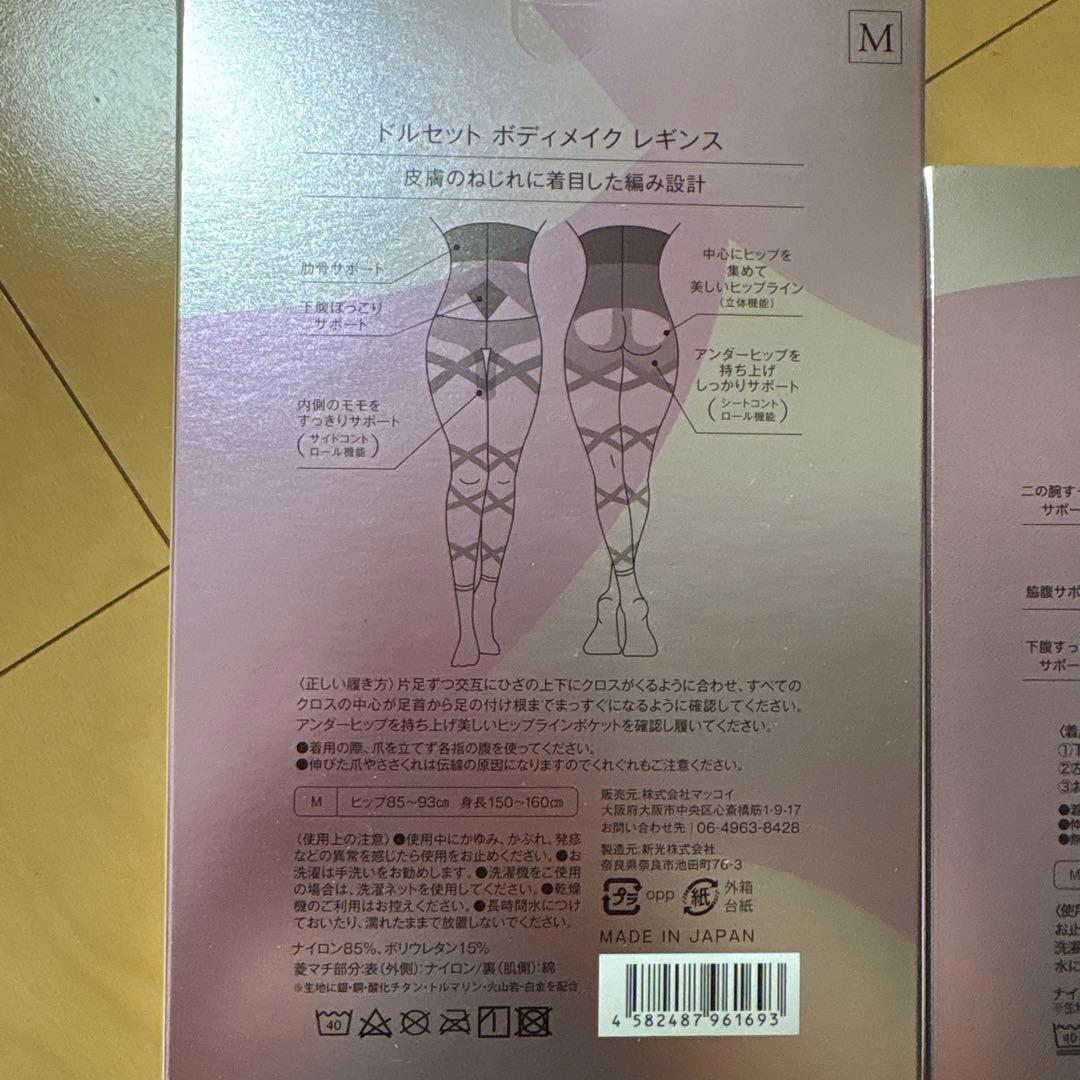 M
ドルセット ボディメイク レギンス
皮膚のねじれに着目した編み設計
肋骨サポート
下腹ぽっこり
サポート
内側のモモを
すっきりサポート
(サイドコント
ロール機能)
中心にヒップを
集めて
美しいヒップライン
(立体機能)
アンダーヒップを
持ち上げ
しっかりサポート
(シートコント
ロール機能)
〈正しい履き方〉片足ずつ交互にひざの上下にクロスがくるように合わせ、すべての
クロスの中心が足首から足の付け根までまっすぐになるように確認してください。
アンダーヒップを持ち上げ美しいヒップラインポケットを確認し履いてください。
●着用の際、爪を立てず各指の腹を使ってください。
●伸びた爪やささくれは伝線の原因になりますのでくれぐれもご注意ください。
M ヒップ85〜93cm 身長150〜160cm
〈使用上の注意〉●使用中にかゆみ、かぶれ、発疹
などの異常を感じたら使用をお止めください。●お
洗濯は手洗いをお勧めします。●洗濯機をご使用
の場合は、洗濯ネットを使用してください。●乾燥
機のご利用はお控えください。●長時間水につけ
ておいたり、濡れたままで放置しないでください。
ナイロン85%、ポリウレタン15%
菱マチ部分:表(外側):ナイロン/裏(肌側):綿
※生地に銀・銅・酸化チタン・トルマリン・火山岩・白金を配合
40
販売元:株式会社マッコイ
大阪府大阪市中央区心斎橋筋1-9-17
お問い合わせ先|06-4963-8428
製造元:新光株式会社
奈良県奈良市池田町76-3
プラ opp 紙 外箱
台紙
MADE IN JAPAN
4 582487 961693
二の腕すっ
サポー
脇腹サポ
下腹すっ
サポー
〈着
①下
②左
③お
●着
●伸
M
〈使用
お止
洗濯
水に
ナイ
40